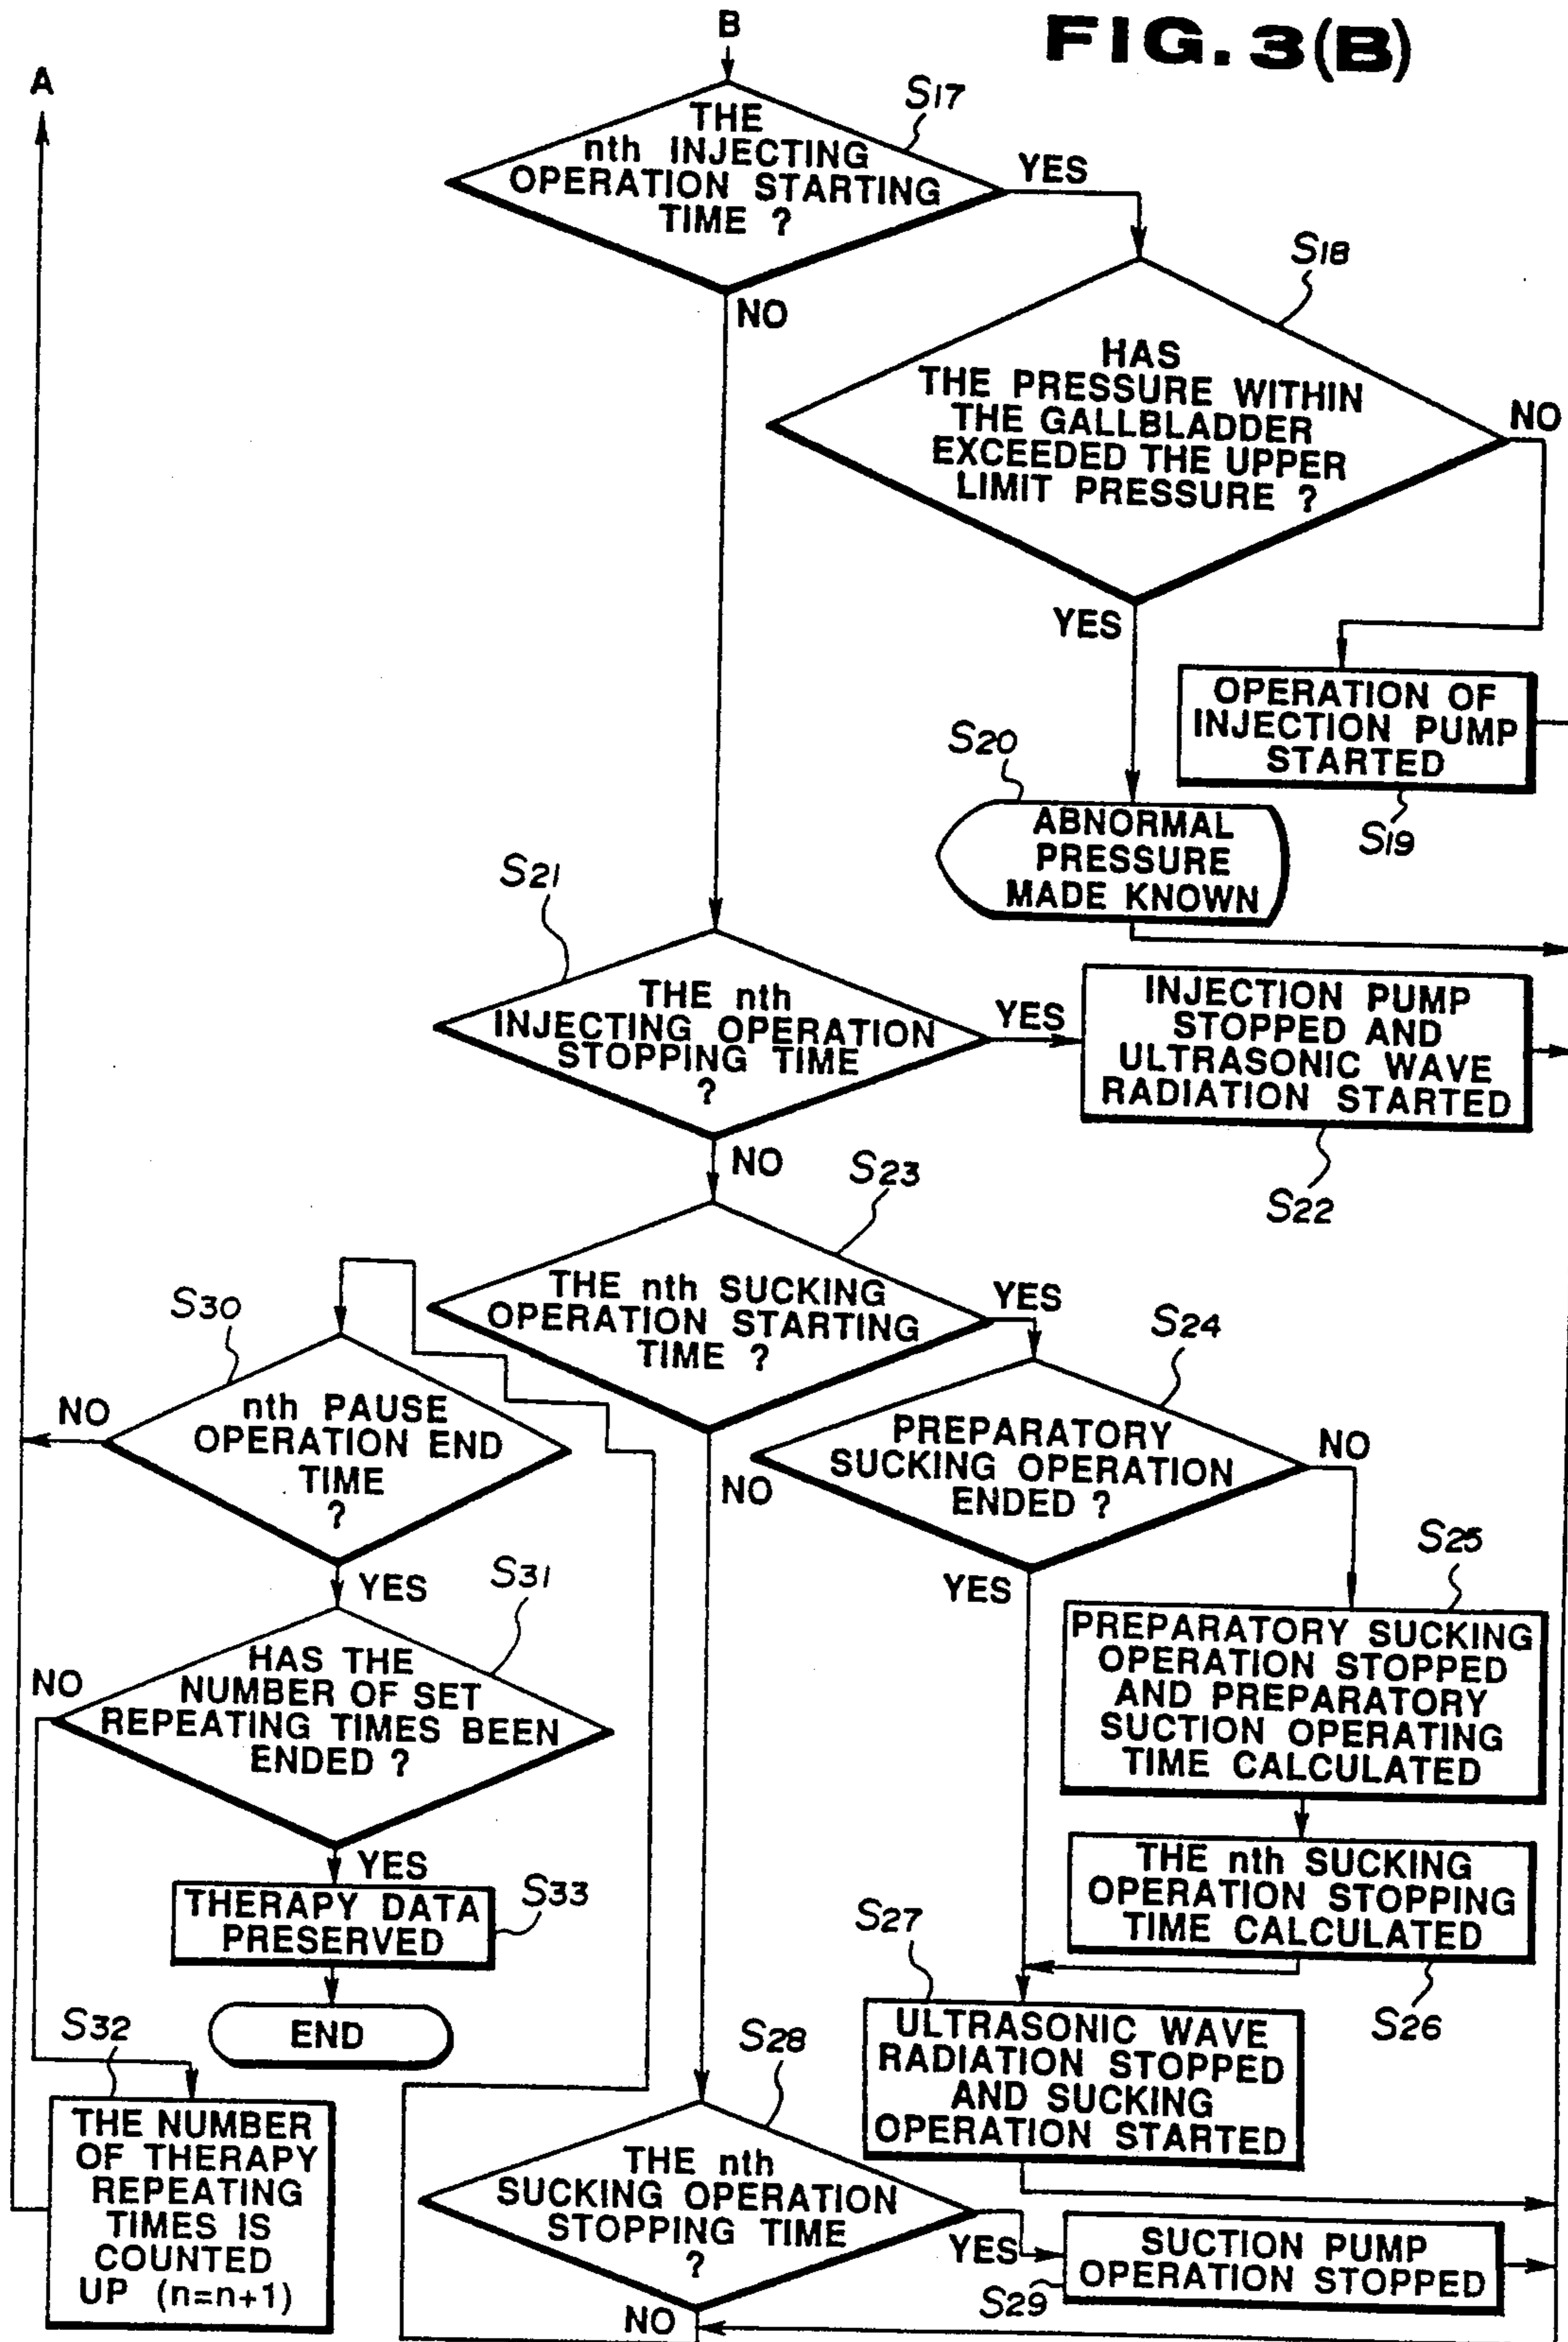 FIG. 3(B)
B
A
S17
THE
nth INJECTING
OPERATION STARTING
TIME ?
YES
NO
S18
HAS
THE PRESSURE WITHIN
THE GALLBLADDER
EXCEEDED THE UPPER
LIMIT PRESSURE ?
NO
YES
OPERATION OF
INJECTION PUMP
STARTED
S19
S20
ABNORMAL
PRESSURE
MADE KNOWN
S21
THE nth
INJECTING OPERATION
STOPPING TIME
?
YES
NO
INJECTION PUMP
STOPPED AND
ULTRASONIC WAVE
RADIATION STARTED
S22
S23
THE nth SUCKING
OPERATION STARTING
TIME ?
YES
NO
S24
PREPARATORY
SUCKING OPERATION
ENDED ?
NO
YES
S25
PREPARATORY SUCKING
OPERATION STOPPED
AND PREPARATORY
SUCTION OPERATING
TIME CALCULATED
THE nth SUCKING
OPERATION STOPPING
TIME CALCULATED
S26
S27
ULTRASONIC WAVE
RADIATION STOPPED
AND SUCKING
OPERATION STARTED
S28
THE nth
SUCKING OPERATION
STOPPING TIME
?
YES
NO
SUCTION PUMP
OPERATION STOPPED
S29
S30
nth PAUSE
OPERATION END
TIME
?
NO
YES
S31
HAS THE
NUMBER OF SET
REPEATING TIMES BEEN
ENDED ?
NO
YES
THERAPY DATA
PRESERVED
S33
END
S32
THE NUMBER
OF THERAPY
REPEATING
TIMES IS
COUNTED
UP (n=n+1)